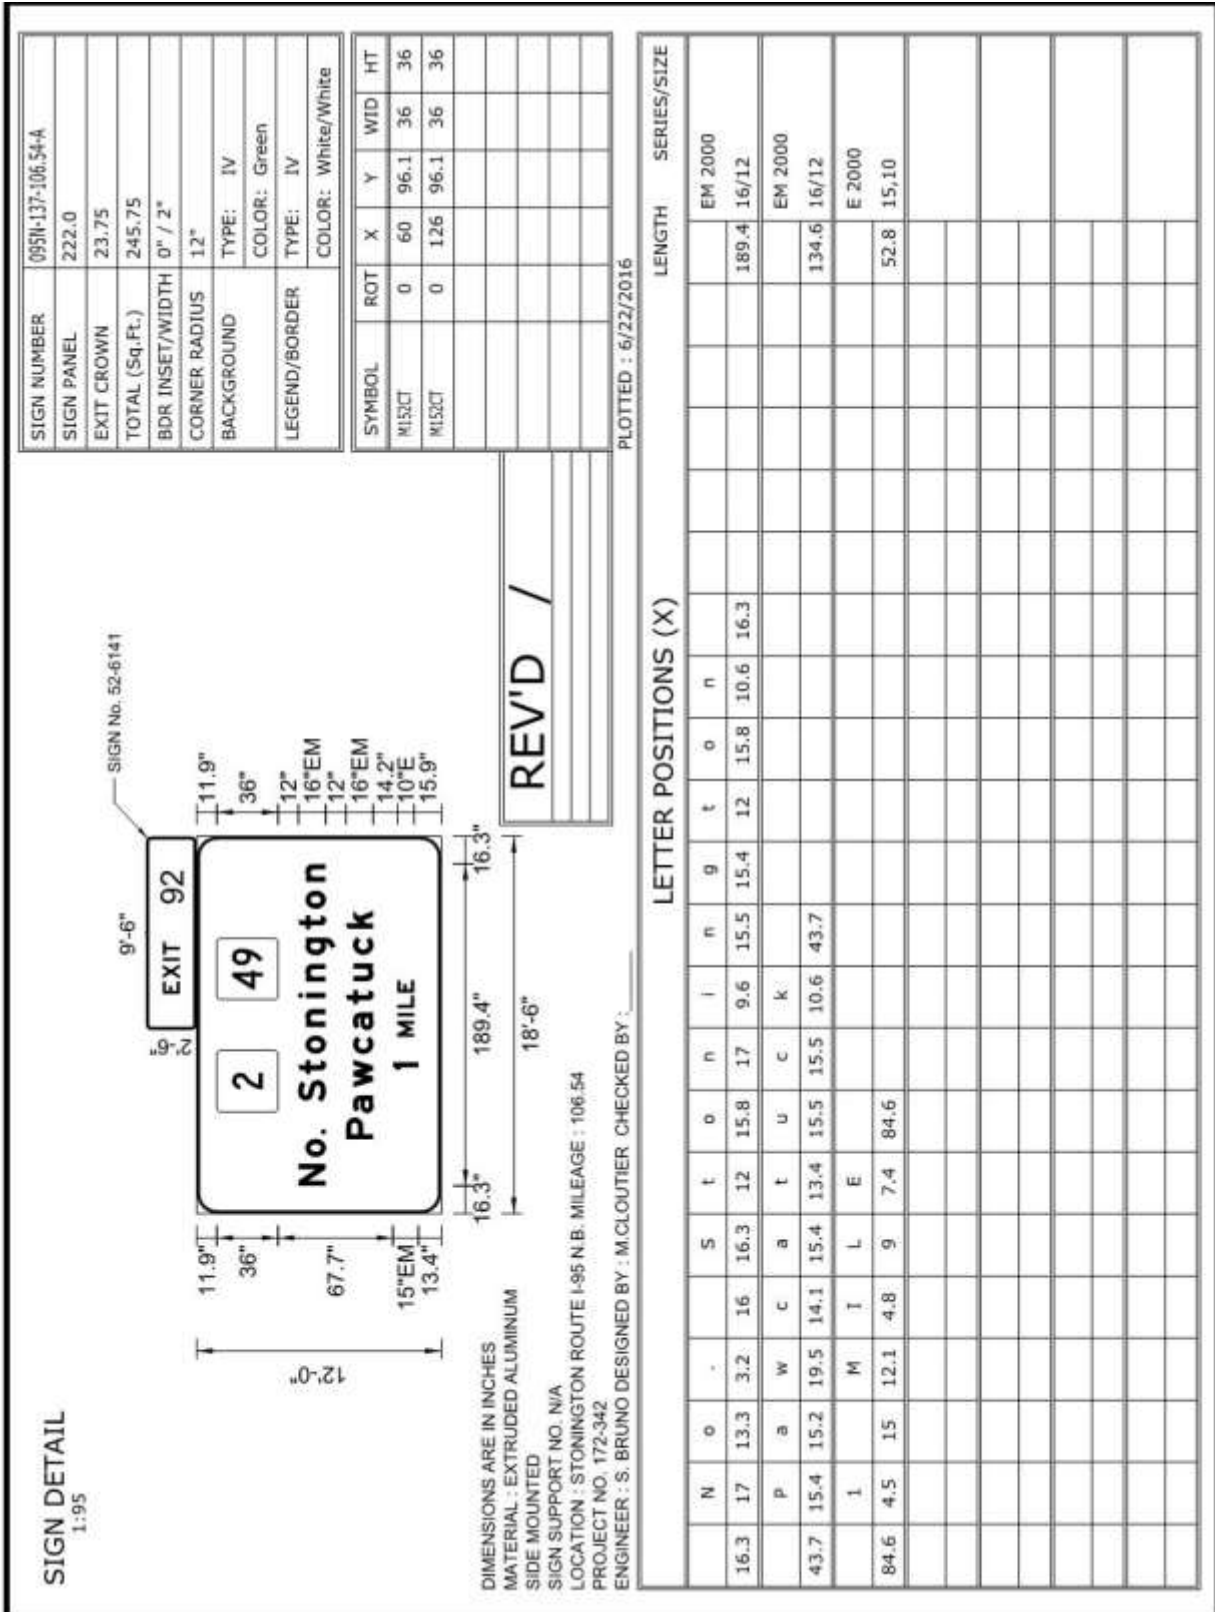 SIGN DETAIL
1:95
SIGN No. 52-6141
9'-6"
2'-6"
EXIT 92
2 49
No. Stonington
Pawcatuck
1 MILE
12'-0"
11.9"
36"
67.7"
15"EM
13.4"
11.9"
36"
12"
16"EM
12"
16"EM
14.2"
10"E
15.9"
16.3" 189.4" 16.3"
18'-6"
SIGN NUMBER 095N-137-106.54-A
SIGN PANEL 222.0
EXIT CROWN 23.75
TOTAL (Sq.Ft.) 245.75
BDR INSET/WIDTH 0" / 2"
CORNER RADIUS 12"
BACKGROUND TYPE: IV
COLOR: Green
LEGEND/BORDER TYPE: IV
COLOR: White/White
SYMBOL ROT X Y WID HT
M152CT 0 60 96.1 36 36
M152CT 0 126 96.1 36 36
REV'D /
DIMENSIONS ARE IN INCHES
MATERIAL : EXTRUDED ALUMINUM
SIDE MOUNTED
SIGN SUPPORT NO. N/A
LOCATION : STONINGTON ROUTE I-95 N.B. MILEAGE : 106.54
PROJECT NO. 172-342
ENGINEER : S. BRUNO DESIGNED BY : M.CLOUTIER CHECKED BY :
PLOTTED : 6/22/2016
LETTER POSITIONS (X) LENGTH SERIES/SIZE
N o . S t o n i n g t o n EM 2000
16.3 17 13.3 3.2 16 16.3 12 15.8 17 9.6 15.5 15.4 12 15.8 10.6 16.3 189.4 16/12
P a w c a t u c k EM 2000
43.7 15.4 15.2 19.5 14.1 15.4 13.4 15.5 15.5 10.6 43.7 134.6 16/12
1 M I L E E 2000
84.6 4.5 15 12.1 4.8 9 7.4 84.6 52.8 15,10